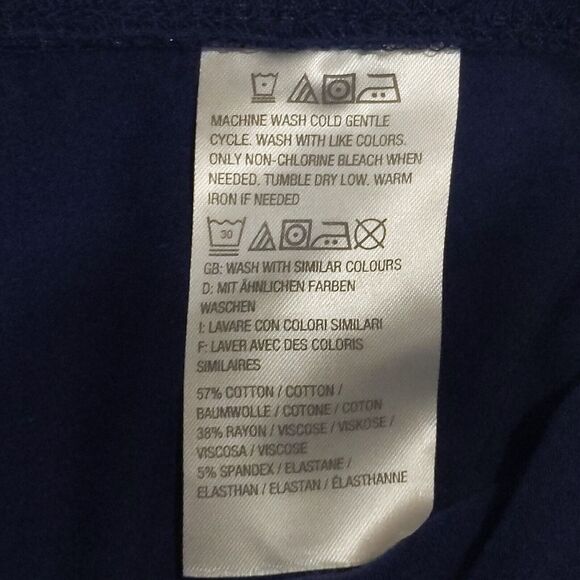 MACHINE WASH COLD GENTLE
CYCLE. WASH WITH LIKE COLORS.
ONLY NON-CHLORINE BLEACH WHEN
NEEDED. TUMBLE DRY LOW. WARM
IRON IF NEEDED
30
GB: WASH WITH SIMILAR COLOURS
D: MIT ÄHNLICHEN FARBEN
WASCHEN
I: LAVARE CON COLORI SIMILARI
F: LAVER AVEC DES COLORIS
SIMILAIRES
57% COTTON / COTTON /
BAUMWOLLE / COTONE / COTON
38% RAYON / VISCOSE / VISKOSE /
VISCOSA / VISCOSE
5% SPANDEX / ELASTANE /
ELASTHAN / ELASTAN / ÉLASTHANNE